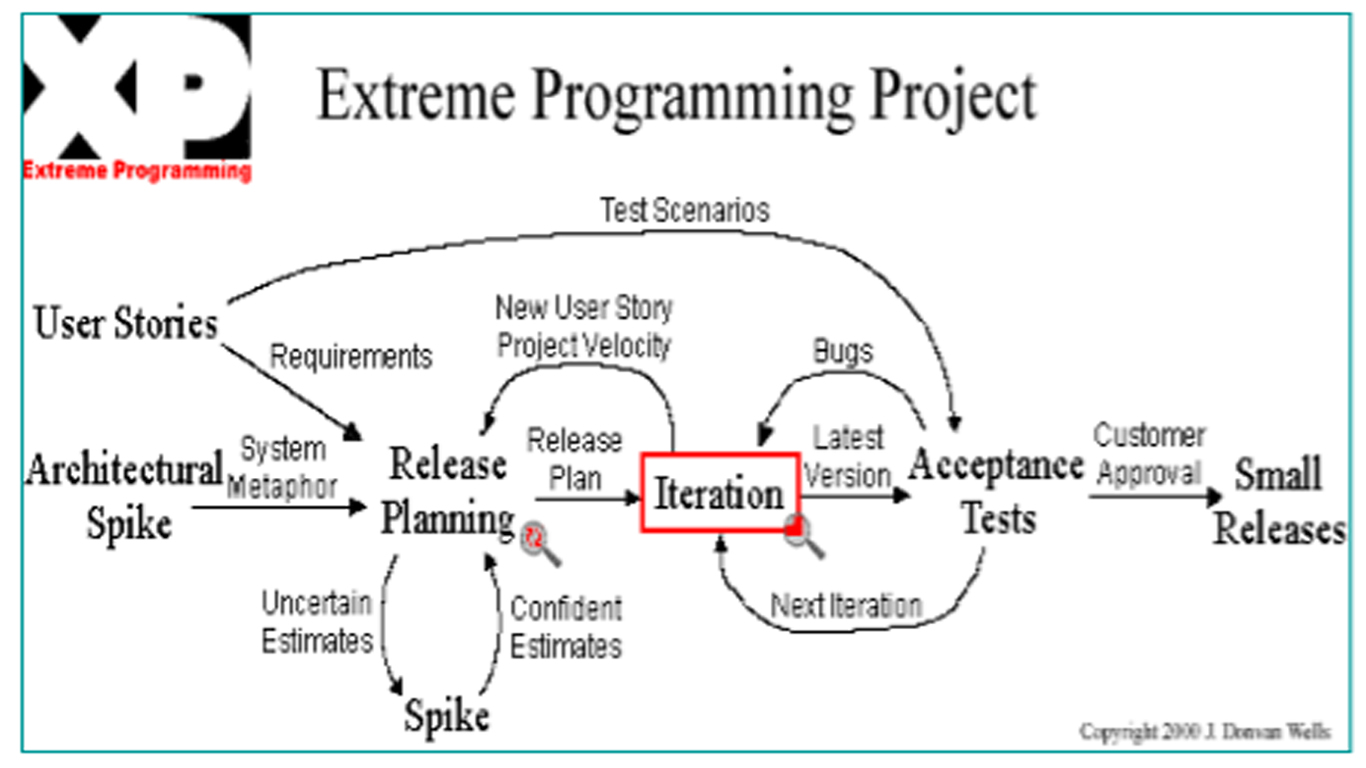 XP
Extreme Programming
Extreme Programming Project
Test Scenarios
User Stories
Requirements
New User Story
Project Velocity
Bugs
Architectural
Spike
System
Metaphor
Release
Planning
Release
Plan
Iteration
Latest
Version
Acceptance
Tests
Customer
Approval
Small
Releases
Uncertain
Estimates
Confident
Estimates
Next Iteration
Spike
Copyright 2000 J. Donvan Wells